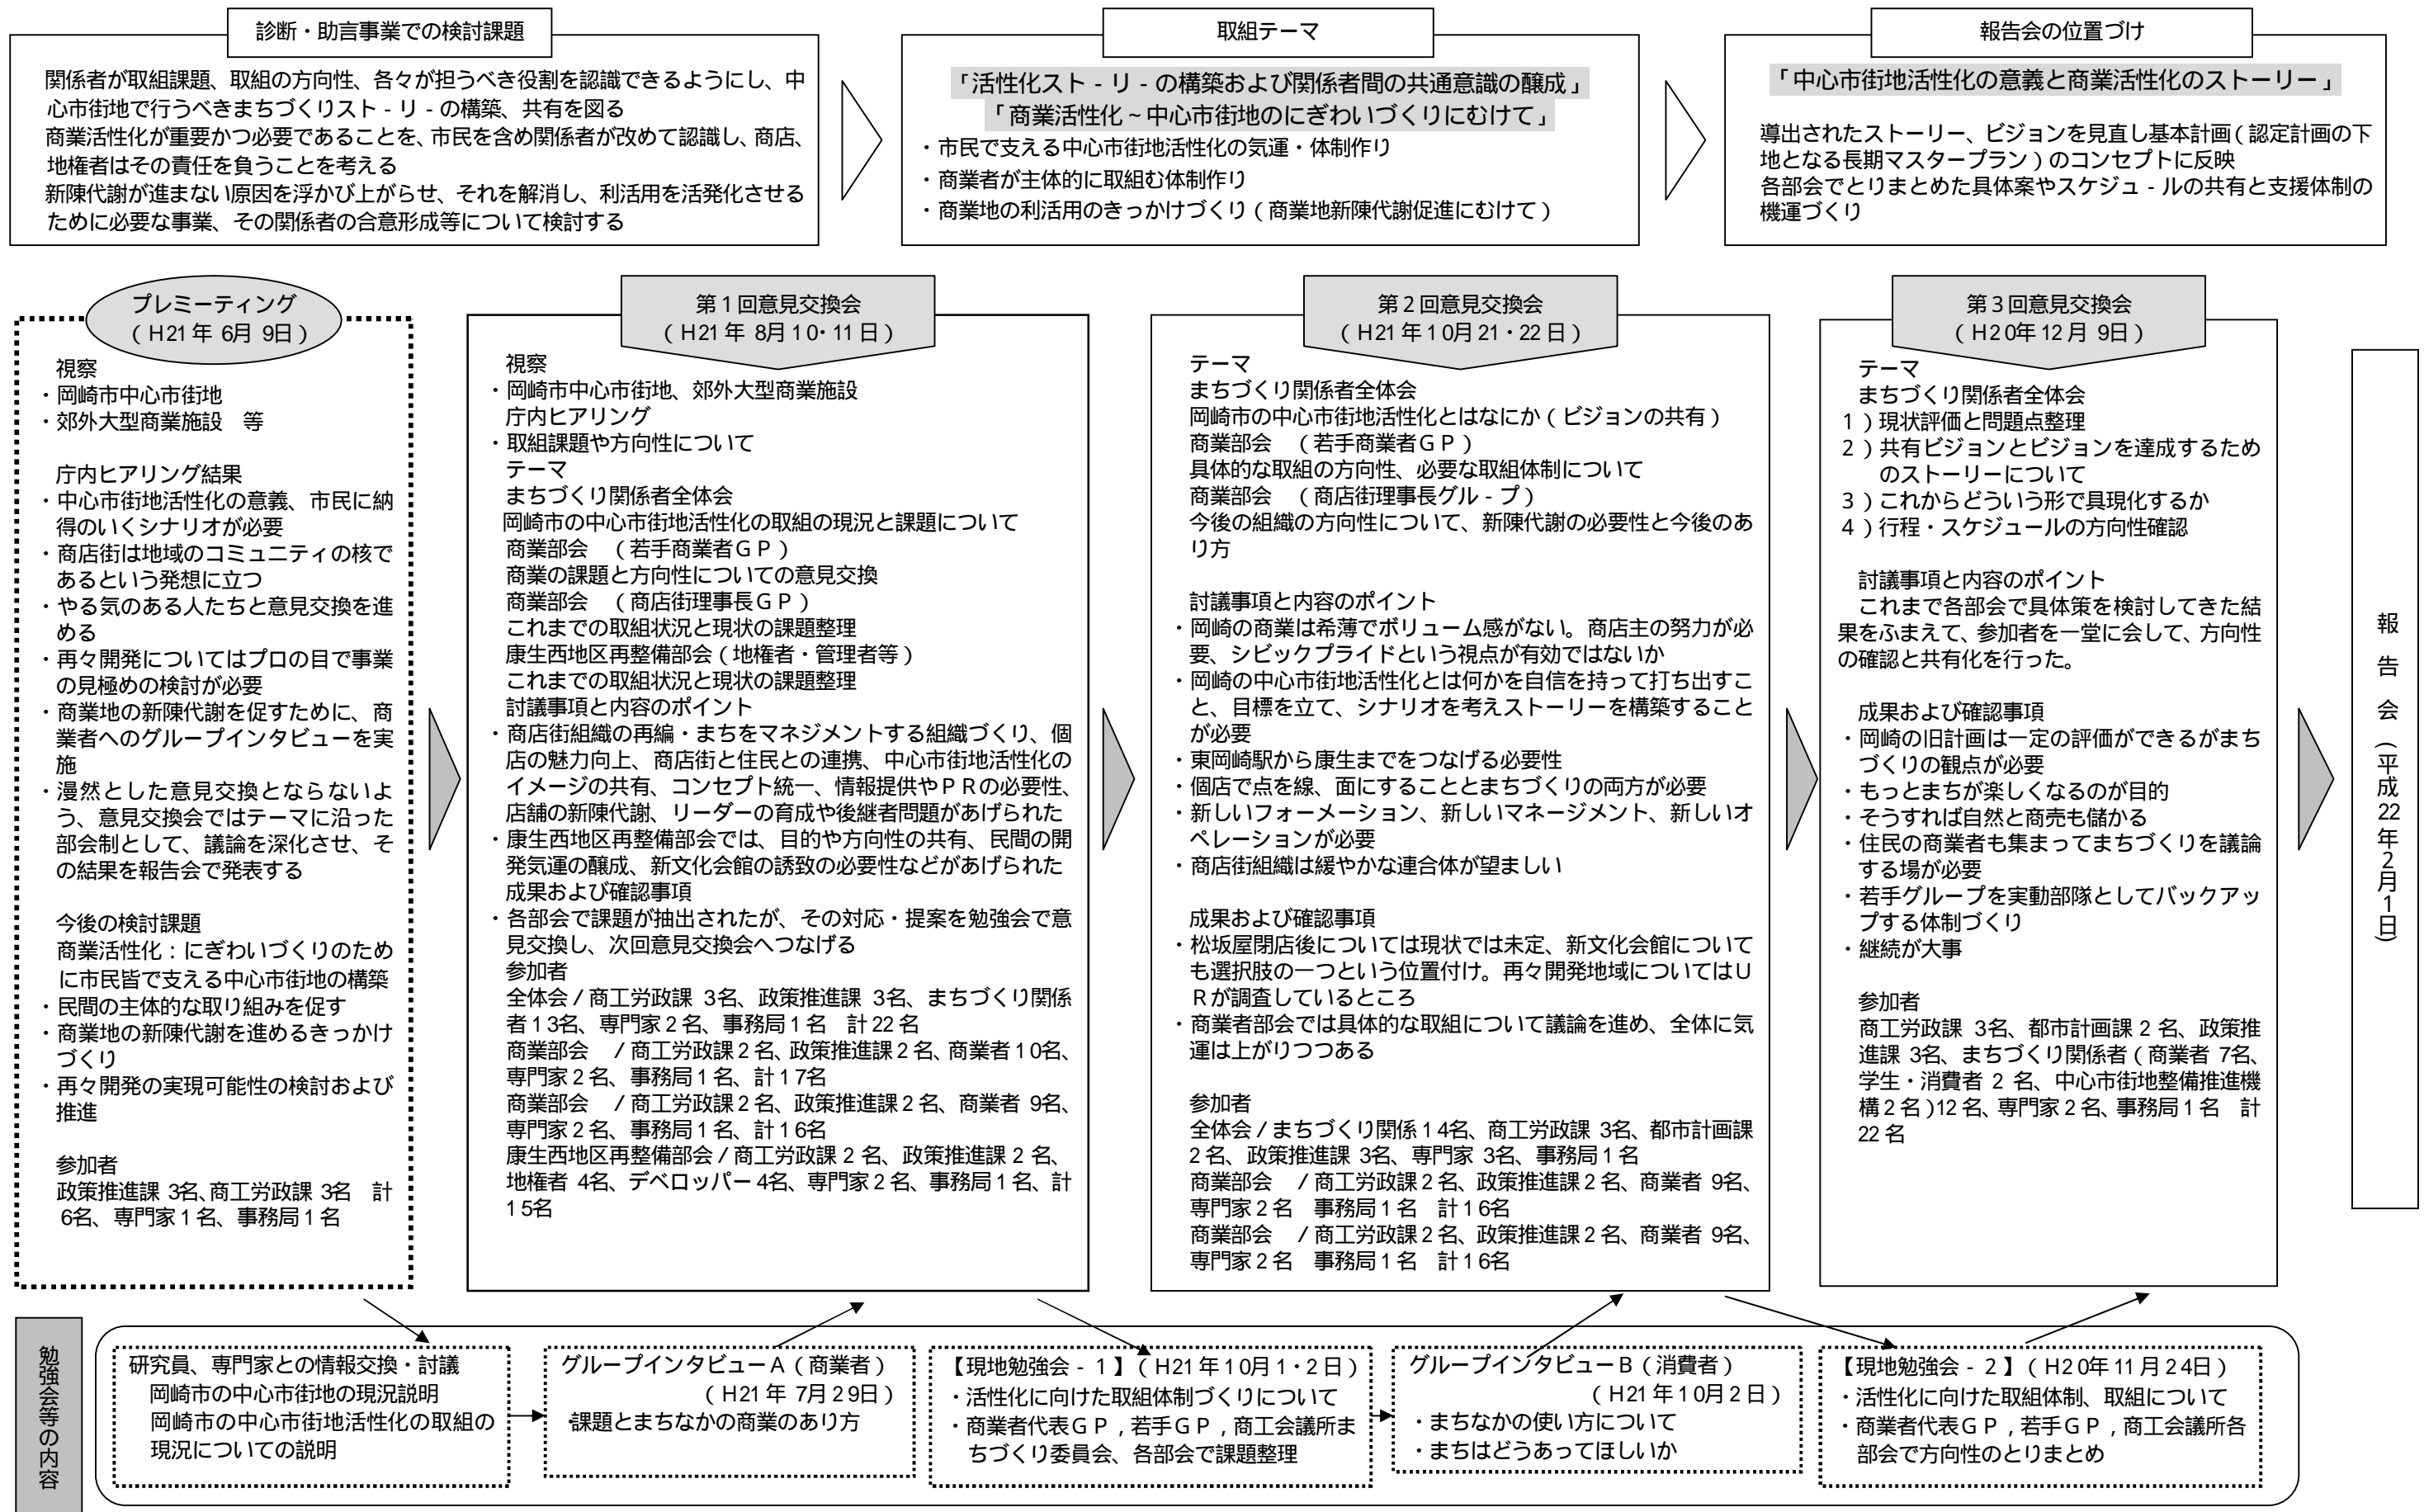 診断・助言事業での検討課題
関係者が取組課題、取組の方向性、各々が担うべき役割を認識できるようにし、中
心市街地で行うべきまちづくりスト－リ－の構築、共有を図る
商業活性化が重要かつ必要であることを、市民を含め関係者が改めて認識し、商店、
地権者はその責任を負うことを考える
新陳代謝が進まない原因を浮かび上がらせ、それを解消し、利活用を活発化させる
ために必要な事業、その関係者の合意形成等について検討する
取組テーマ
「活性化スト－リ－の構築および関係者間の共通意識の醸成」
「商業活性化～中心市街地のにぎわいづくりにむけて」
・市民で支える中心市街地活性化の気運・体制作り
・商業者が主体的に取組む体制作り
・商業地の利活用のきっかけづくり（商業地新陳代謝促進にむけて）
報告会の位置づけ
「中心市街地活性化の意義と商業活性化のストーリー」
導出されたストーリー、ビジョンを見直し基本計画（認定計画の下
地となる長期マスタープラン）のコンセプトに反映
各部会でとりまとめた具体案やスケジュ－ルの共有と支援体制の
機運づくり
プレミーティング
（H21年 6月 9日）
視察
・岡崎市中心市街地
・郊外大型商業施設　等
庁内ヒアリング結果
・中心市街地活性化の意義、市民に納
得のいくシナリオが必要
・商店街は地域のコミュニティの核で
あるという発想に立つ
・やる気のある人たちと意見交換を進
める
・再々開発についてはプロの目で事業
の見極めの検討が必要
・商業地の新陳代謝を促すために、商
業者へのグループインタビューを実
施
・漫然とした意見交換とならないよ
う、意見交換会ではテーマに沿った
部会制として、議論を深化させ、そ
の結果を報告会で発表する
今後の検討課題
商業活性化：にぎわいづくりのため
に市民皆で支える中心市街地の構築
・民間の主体的な取り組みを促す
・商業地の新陳代謝を進めるきっかけ
づくり
・再々開発の実現可能性の検討および
推進
参加者
政策推進課 3名、商工労政課 3名　計
6名、専門家1名、事務局1名
第1回意見交換会
（H21年 8月10・11日）
視察
・岡崎市中心市街地、郊外大型商業施設
庁内ヒアリング
・取組課題や方向性について
テーマ
まちづくり関係者全体会
岡崎市の中心市街地活性化の取組の現況と課題について
商業部会　（若手商業者GP）
商業の課題と方向性についての意見交換
商業部会　（商店街理事長GP）
これまでの取組状況と現状の課題整理
康生西地区再整備部会（地権者・管理者等）
これまでの取組状況と現状の課題整理
討議事項と内容のポイント
・商店街組織の再編・まちをマネジメントする組織づくり、個
店の魅力向上、商店街と住民との連携、中心市街地活性化の
イメージの共有、コンセプト統一、情報提供やPRの必要性、
店舗の新陳代謝、リーダーの育成や後継者問題があげられた
・康生西地区再整備部会では、目的や方向性の共有、民間の開
発気運の醸成、新文化会館の誘致の必要性などがあげられた
成果および確認事項
・各部会で課題が抽出されたが、その対応・提案を勉強会で意
見交換し、次回意見交換会へつなげる
参加者
全体会／商工労政課 3名、政策推進課 3名、まちづくり関係
者13名、専門家2名、事務局1名　計22名
商業部会　／商工労政課2名、政策推進課2名、商業者10名、
専門家2名、事務局1名、計17名
商業部会　／商工労政課2名、政策推進課2名、商業者 9名、
専門家2名、事務局1名、計16名
康生西地区再整備部会／商工労政課2名、政策推進課2名、
地権者 4名、デベロッパー4名、専門家2名、事務局1名、計
15名
第2回意見交換会
（H21年10月21・22日）
テーマ
まちづくり関係者全体会
岡崎市の中心市街地活性化とはなにか（ビジョンの共有）
商業部会　（若手商業者GP）
具体的な取組の方向性、必要な取組体制について
商業部会　（商店街理事長グル－プ）
今後の組織の方向性について、新陳代謝の必要性と今後のあ
り方
討議事項と内容のポイント
・岡崎の商業は希薄でボリューム感がない。商店主の努力が必
要、シビックプライドという視点が有効ではないか
・岡崎の中心市街地活性化とは何かを自信を持って打ち出すこ
と、目標を立て、シナリオを考えストーリーを構築すること
が必要
・東岡崎駅から康生までをつなげる必要性
・個店で点を線、面にすることとまちづくりの両方が必要
・新しいフォーメーション、新しいマネージメント、新しいオ
ペレーションが必要
・商店街組織は緩やかな連合体が望ましい
成果および確認事項
・松坂屋閉店後については現状では未定、新文化会館について
も選択肢の一つという位置付け。再々開発地域についてはU
Rが調査しているところ
・商業者部会では具体的な取組について議論を進め、全体に気
運は上がりつつある
参加者
全体会／まちづくり関係14名、商工労政課 3名、都市計画課
2名、政策推進課 3名、専門家 3名、事務局1名
商業部会　／商工労政課2名、政策推進課2名、商業者 9名、
専門家2名　事務局1名　計16名
商業部会　／商工労政課2名、政策推進課2名、商業者 9名、
専門家2名　事務局1名　計16名
第3回意見交換会
（H20年12月 9日）
テーマ
まちづくり関係者全体会
1）現状評価と問題点整理
2）共有ビジョンとビジョンを達成するため
のストーリーについて
3）これからどういう形で具現化するか
4）行程・スケジュールの方向性確認
討議事項と内容のポイント
これまで各部会で具体策を検討してきた結
果をふまえて、参加者を一堂に会して、方向性
の確認と共有化を行った。
成果および確認事項
・岡崎の旧計画は一定の評価ができるがまち
づくりの観点が必要
・もっとまちが楽しくなるのが目的
・そうすれば自然と商売も儲かる
・住民の商業者も集まってまちづくりを議論
する場が必要
・若手グループを実動部隊としてバックアッ
プする体制づくり
・継続が大事
参加者
商工労政課 3名、都市計画課2名、政策推
進課 3名、まちづくり関係者（商業者 7名、
学生・消費者 2名、中心市街地整備推進機
構2名）12名、専門家2名、事務局1名　計
22名
報告会（平成22年2月1日）
勉強会等の内容
研究員、専門家との情報交換・討議
岡崎市の中心市街地の現況説明
岡崎市の中心市街地活性化の取組の
現況についての説明
グループインタビューA（商業者）
（H21年 7月29日）
・課題とまちなかの商業のあり方
【現地勉強会－1】（H21年10月1・2日）
・活性化に向けた取組体制づくりについて
・商業者代表GP，若手GP，商工会議所ま
ちづくり委員会、各部会で課題整理
グループインタビューB（消費者）
（H21年10月2日）
・まちなかの使い方について
・まちはどうあってほしいか
【現地勉強会－2】（H20年11月24日）
・活性化に向けた取組体制、取組について
・商業者代表GP，若手GP，商工会議所各
部会で方向性のとりまとめ